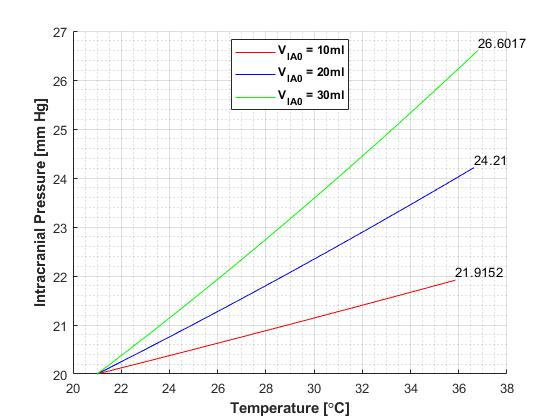 27
26
25
24
23
22
21
20
Intracranial Pressure [mm Hg]
V_IA0 = 10ml
V_IA0 = 20ml
V_IA0 = 30ml
26.6017
24.21
21.9152
20 22 24 26 28 30 32 34 36 38
Temperature [°C]